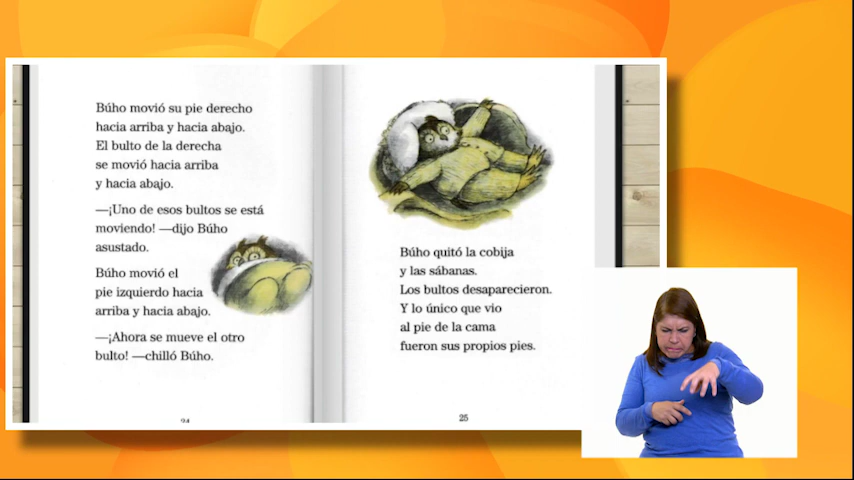 Búho movió su pie derecho
hacia arriba y hacia abajo.
El bulto de la derecha
se movió hacia arriba
y hacia abajo.
—¡Uno de esos bultos se está
moviendo! —dijo Búho
asustado.
Búho movió el
pie izquierdo hacia
arriba y hacia abajo.
—¡Ahora se mueve el otro
bulto! —chilló Búho.
24
Búho quitó la cobija
y las sábanas.
Los bultos desaparecieron.
Y lo único que vio
al pie de la cama
fueron sus propios pies.
25